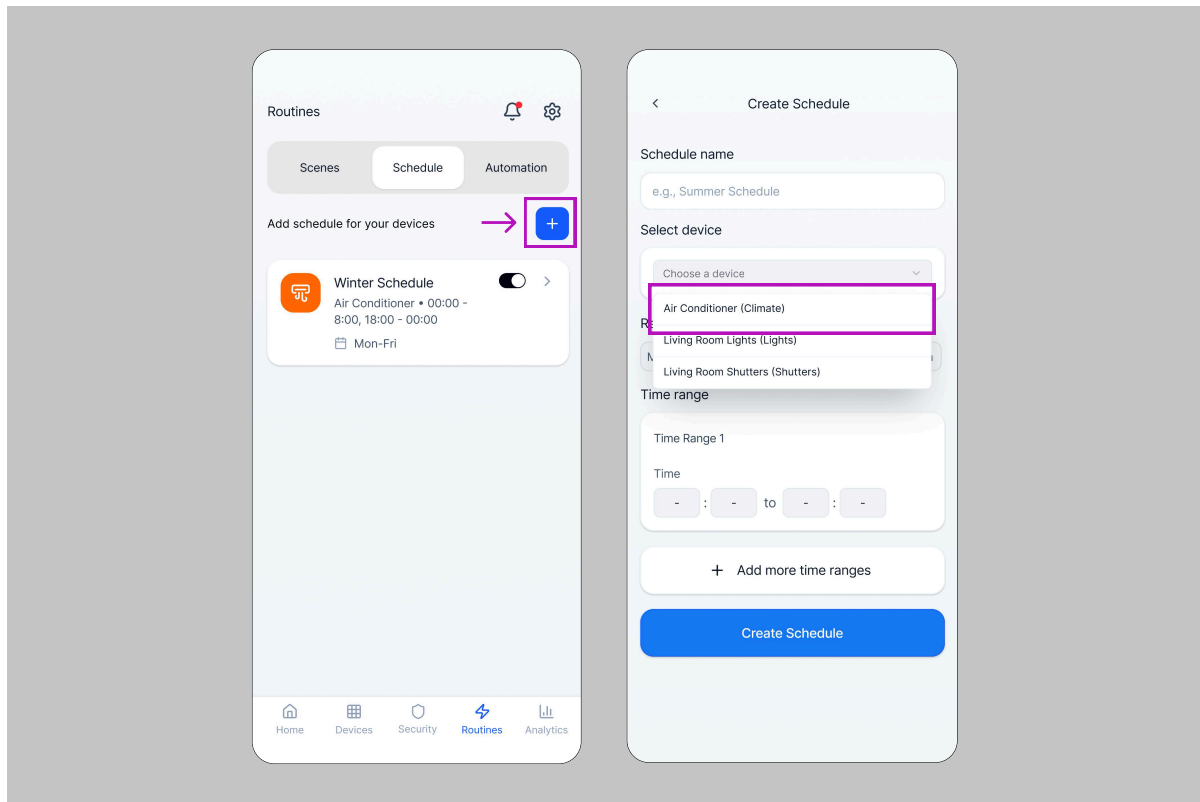 Routines
Scenes
Schedule
Automation
Add schedule for your devices
Winter Schedule
Air Conditioner • 00:00 -
8:00, 18:00 - 00:00
Mon-Fri
Home
Devices
Security
Routines
Analytics
Create Schedule
Schedule name
e.g., Summer Schedule
Select device
Choose a device
Air Conditioner (Climate)
Living Room Lights (Lights)
Living Room Shutters (Shutters)
Time range
Time Range 1
Time
- : - to - : -
+ Add more time ranges
Create Schedule